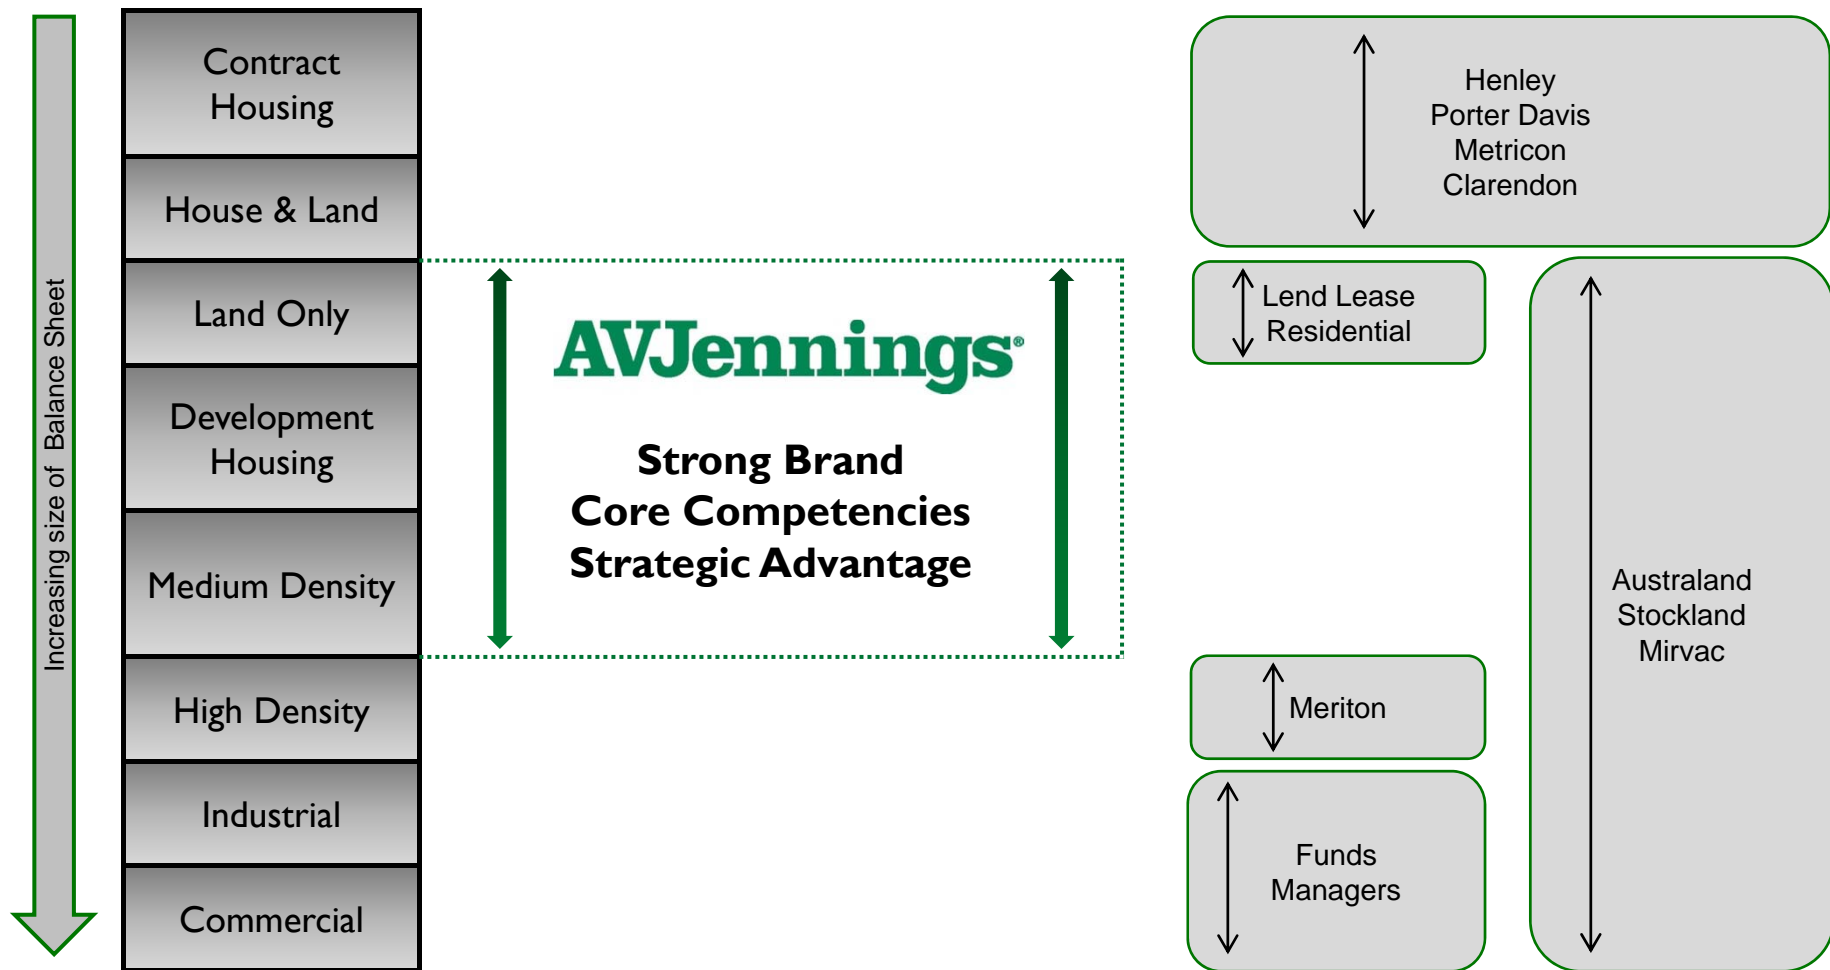 Increasing size of Balance Sheet
Contract
Housing
House & Land
Land Only
Development
Housing
Medium Density
High Density
Industrial
Commercial
AVJennings®
Strong Brand
Core Competencies
Strategic Advantage
Henley
Porter Davis
Metricon
Clarendon
Lend Lease
Residential
Meriton
Funds
Managers
Australand
Stockland
Mirvac